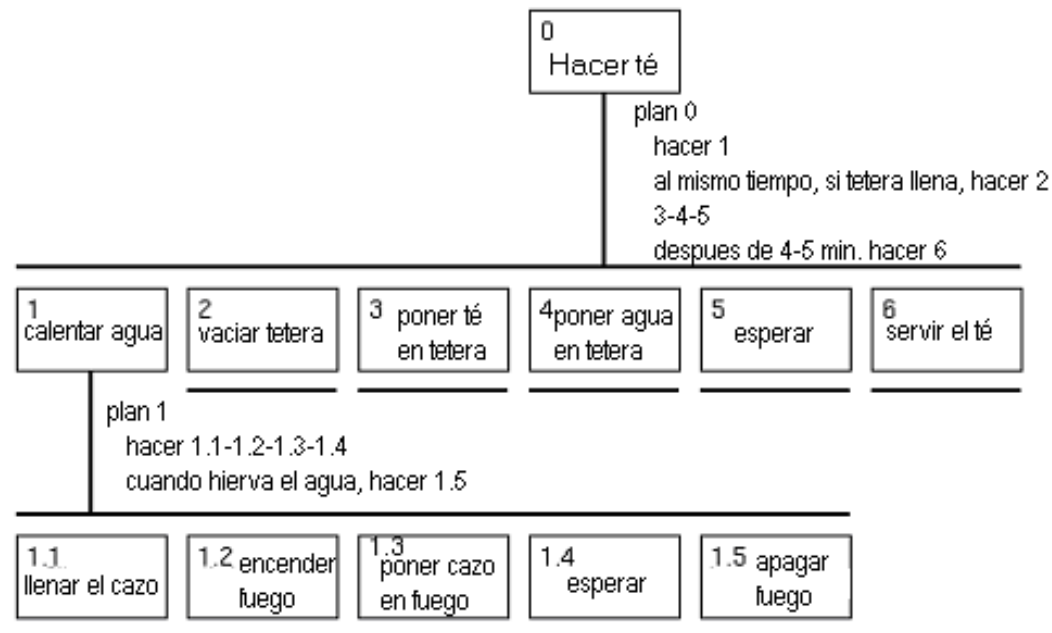 0
Hacer té
plan 0
hacer 1
al mismo tiempo, si tetera llena, hacer 2
3-4-5
despues de 4-5 min. hacer 6
1
calentar agua
2
vaciar tetera
3 poner té
en tetera
4 poner agua
en tetera
5
esperar
6
servir el té
plan 1
hacer 1.1-1.2-1.3-1.4
cuando hierva el agua, hacer 1.5
1.1
llenar el cazo
1.2 encender
fuego
1.3
poner cazo
en fuego
1.4
esperar
1.5 apagar
fuego